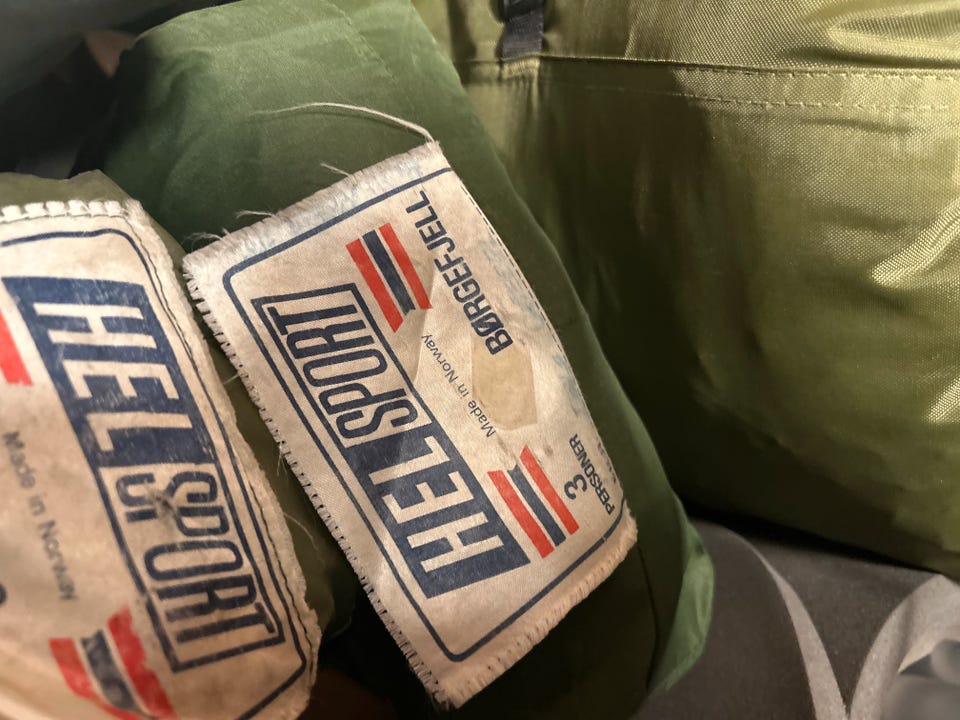 HELSPORT
Made in Norway
HELSPORT
Made in Norway
BØRGEFJELL
3
PERSONER